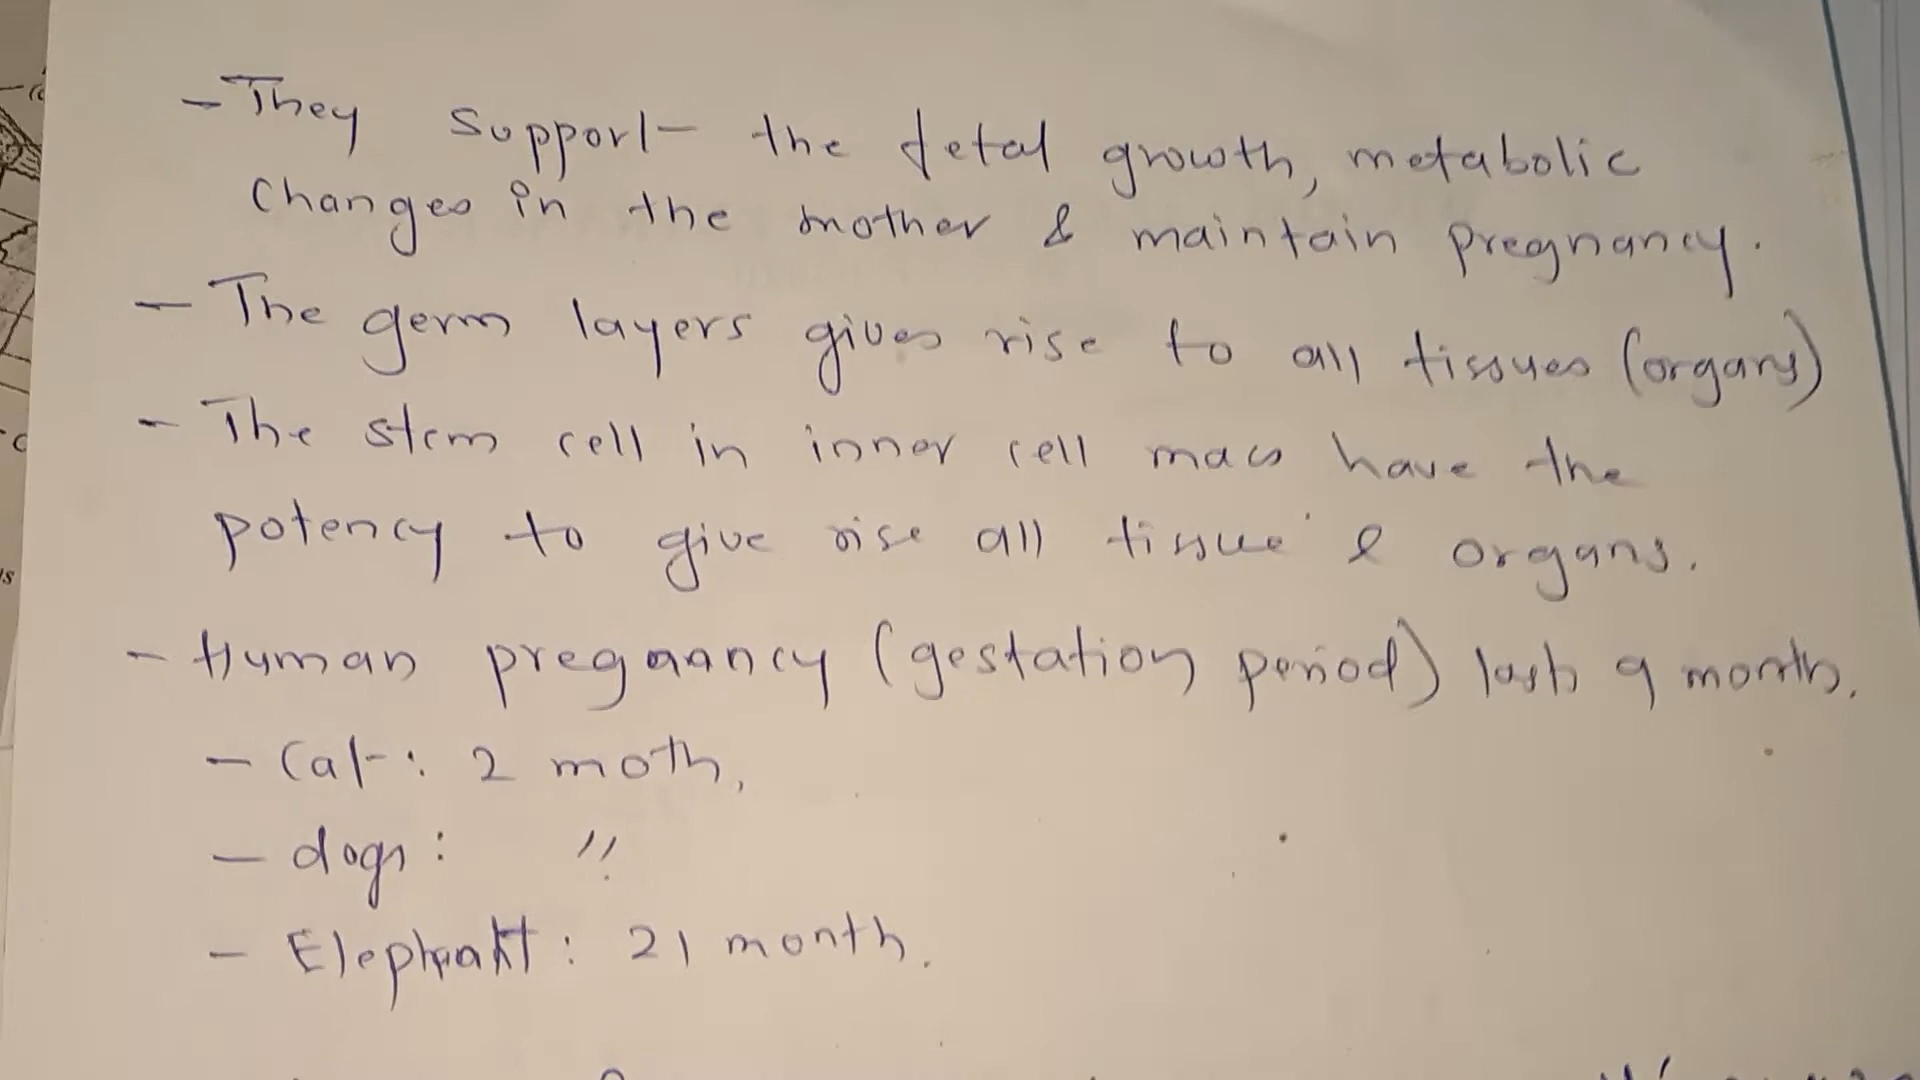 - They support the fetal growth, metabolic
changes in the mother & maintain pregnancy.
- The germ layers gives rise to all tissues (organs)
- The stem cell in inner cell mass have the
potency to give rise all tissue & organs.
- Human pregnancy (gestation period) lasts 9 months.
- Cat : 2 moth,
- dogs : "
- Elephant : 21 month.